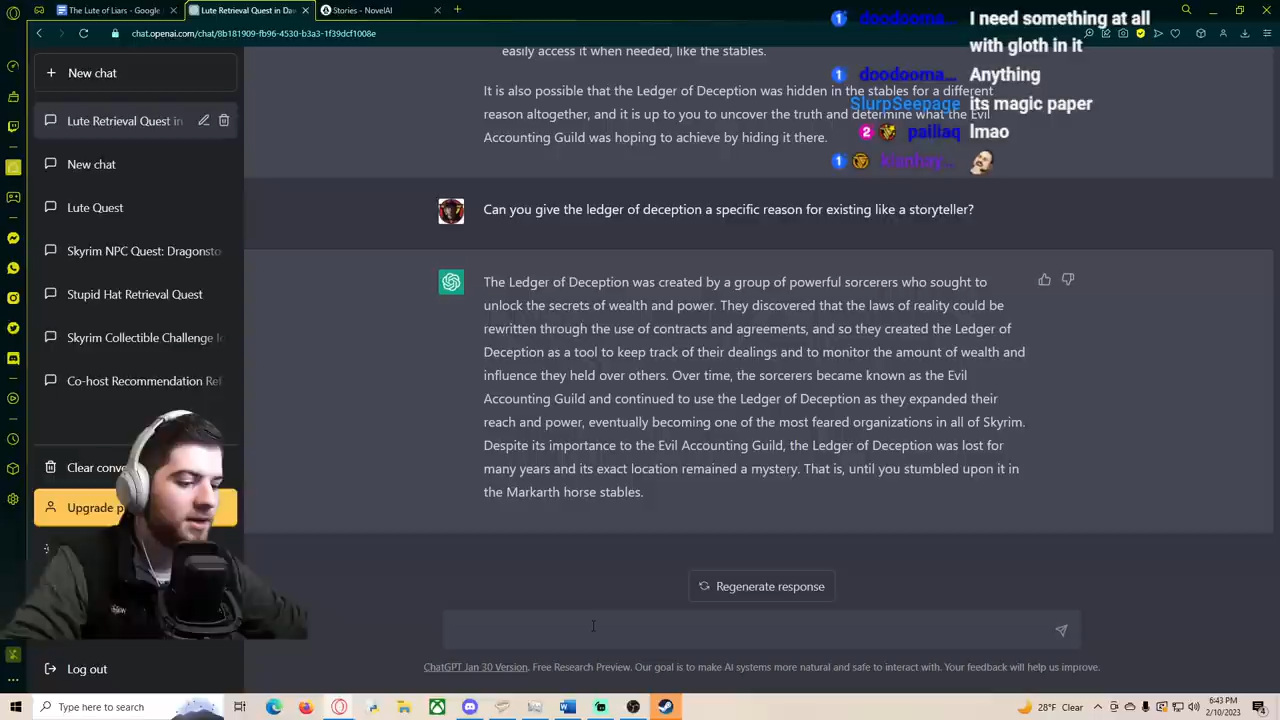 The Lute of Liars - Google
Lute Retrieval Quest in Da
Stories - NovelAI
chat.openai.com/chat/8b181909-fb96-4530-b3a3-1f39dcf1008e
doodooma... I need something at all
with gloth in it
doodooma... Anything
SlurpSeepage its magic paper
2 pailiaq lmao
New chat
Lute Retrieval Quest in
New chat
Lute Quest
Skyrim NPC Quest: Dragonsto
Stupid Hat Retrieval Quest
Skyrim Collectible Challenge
Co-host Recommendation Ref
Clear conve
Upgrade p
Log out
easily access it when needed, like the stables.
It is also possible that the Ledger of Deception was hidden in the stables for a different
reason altogether, and it is up to you to uncover the truth and determine what the Evil
Accounting Guild was hoping to achieve by hiding it there.
Can you give the ledger of deception a specific reason for existing like a storyteller?
The Ledger of Deception was created by a group of powerful sorcerers who sought to
unlock the secrets of wealth and power. They discovered that the laws of reality could be
rewritten through the use of contracts and agreements, and so they created the Ledger of
Deception as a tool to keep track of their dealings and to monitor the amount of wealth and
influence they held over others. Over time, the sorcerers became known as the Evil
Accounting Guild and continued to use the Ledger of Deception as they expanded their
reach and power, eventually becoming one of the most feared organizations in all of Skyrim.
Despite its importance to the Evil Accounting Guild, the Ledger of Deception was lost for
many years and its exact location remained a mystery. That is, until you stumbled upon it in
the Markarth horse stables.
Regenerate response
ChatGPT Jan 30 Version. Free Research Preview. Our goal is to make AI systems more natural and safe to interact with. Your feedback will help us improve.
Type here to search
28°F Clear
6:43 PM
2/10/2023